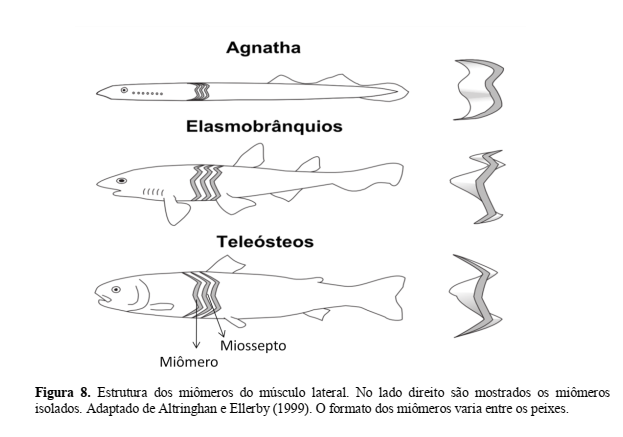 Agnatha
Elasmobrânquios
Teleósteos
Miossepto
Miômero
Figura 8. Estrutura dos miômeros do músculo lateral. No lado direito são mostrados os miômeros
isolados. Adaptado de Altringhan e Ellerby (1999). O formato dos miômeros varia entre os peixes.